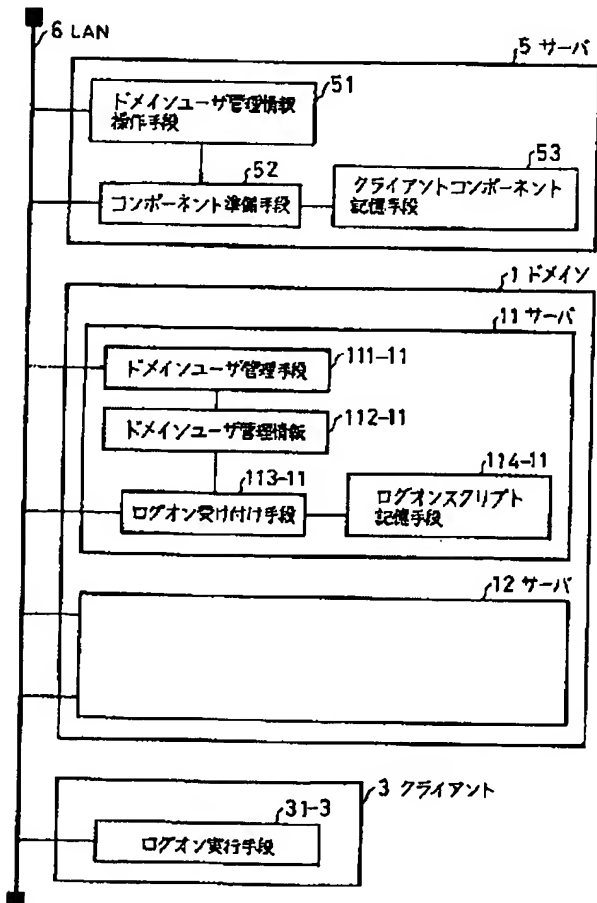 6 LAN
5 サーバ
51
ドメインユーザ管理情報
操作手段
52
コンポーネント準備手段
53
クライアントコンポーネント
記憶手段
1 ドメイン
11 サーバ
111-11
ドメインユーザ管理手段
112-11
ドメインユーザ管理情報
113-11
ログオン受け付け手段
114-11
ログオンスクリプト
記憶手段
12 サーバ
3 クライアント
31-3
ログオン実行手段